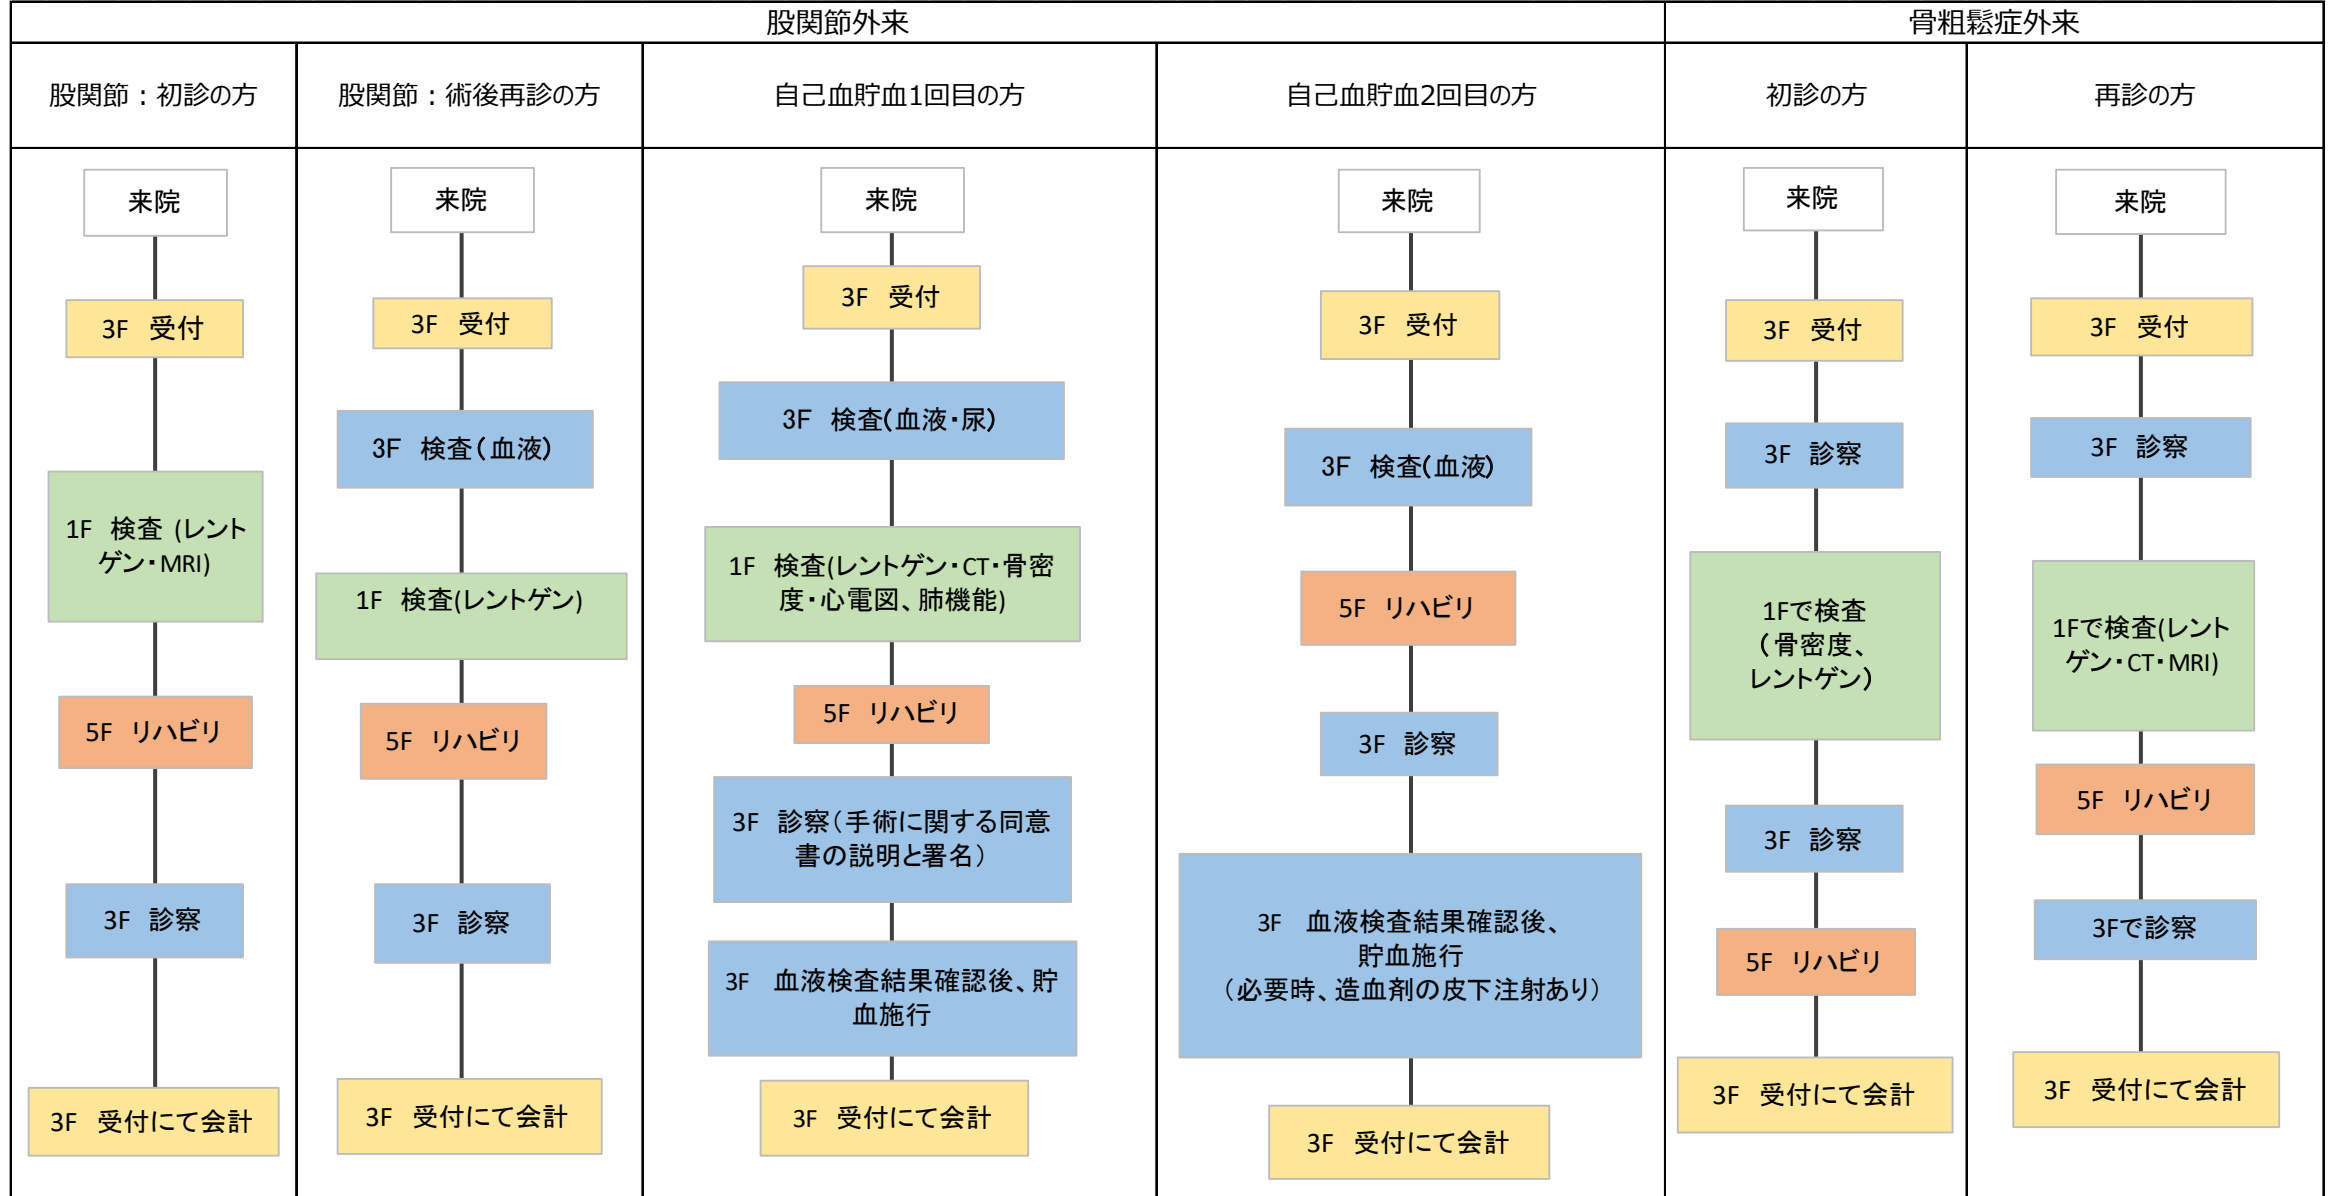 股関節外来
骨粗鬆症外来
股関節：初診の方
股関節：術後再診の方
自己血貯血1回目の方
自己血貯血2回目の方
初診の方
再診の方
来院
3F 受付
1F 検査 (レント
ゲン・MRI)
5F リハビリ
3F 診察
3F 受付にて会計
来院
3F 受付
3F 検査（血液）
1F 検査(レントゲン)
5F リハビリ
3F 診察
3F 受付にて会計
来院
3F 受付
3F 検査(血液・尿)
1F 検査(レントゲン・CT・骨密
度・心電図、肺機能)
5F リハビリ
3F 診察（手術に関する同意
書の説明と署名）
3F 血液検査結果確認後、貯
血施行
3F 受付にて会計
来院
3F 受付
3F 検査(血液)
5F リハビリ
3F 診察
3F 血液検査結果確認後、
貯血施行
（必要時、造血剤の皮下注射あり）
3F 受付にて会計
来院
3F 受付
3F 診察
1Fで検査
（骨密度、
レントゲン）
3F 診察
5F リハビリ
3F 受付にて会計
来院
3F 受付
3F 診察
1Fで検査(レント
ゲン・CT・MRI)
5F リハビリ
3Fで診察
3F 受付にて会計